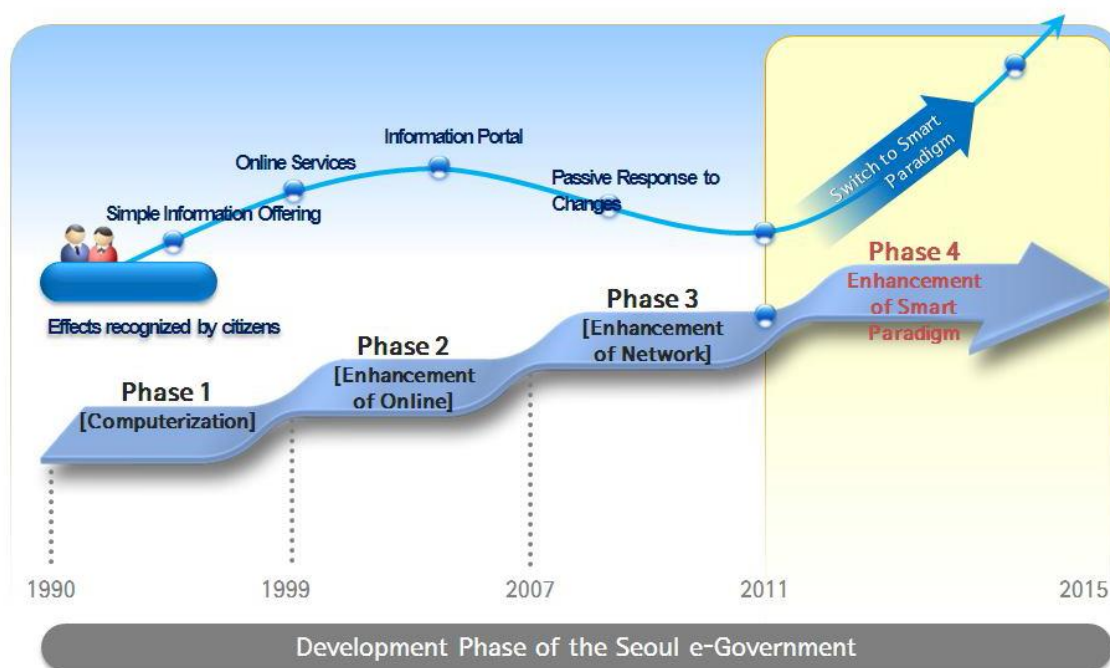 Information Portal
Online Services
Simple Information Offering
Passive Response to
Changes
Switch to Smart
Paradigm
Effects recognized by citizens
Phase 1
[Computerization]
Phase 2
[Enhancement
of Online]
Phase 3
[Enhancement
of Network]
Phase 4
Enhancement
of Smart
Paradigm
1990
1999
2007
2011
2015
Development Phase of the Seoul e-Government